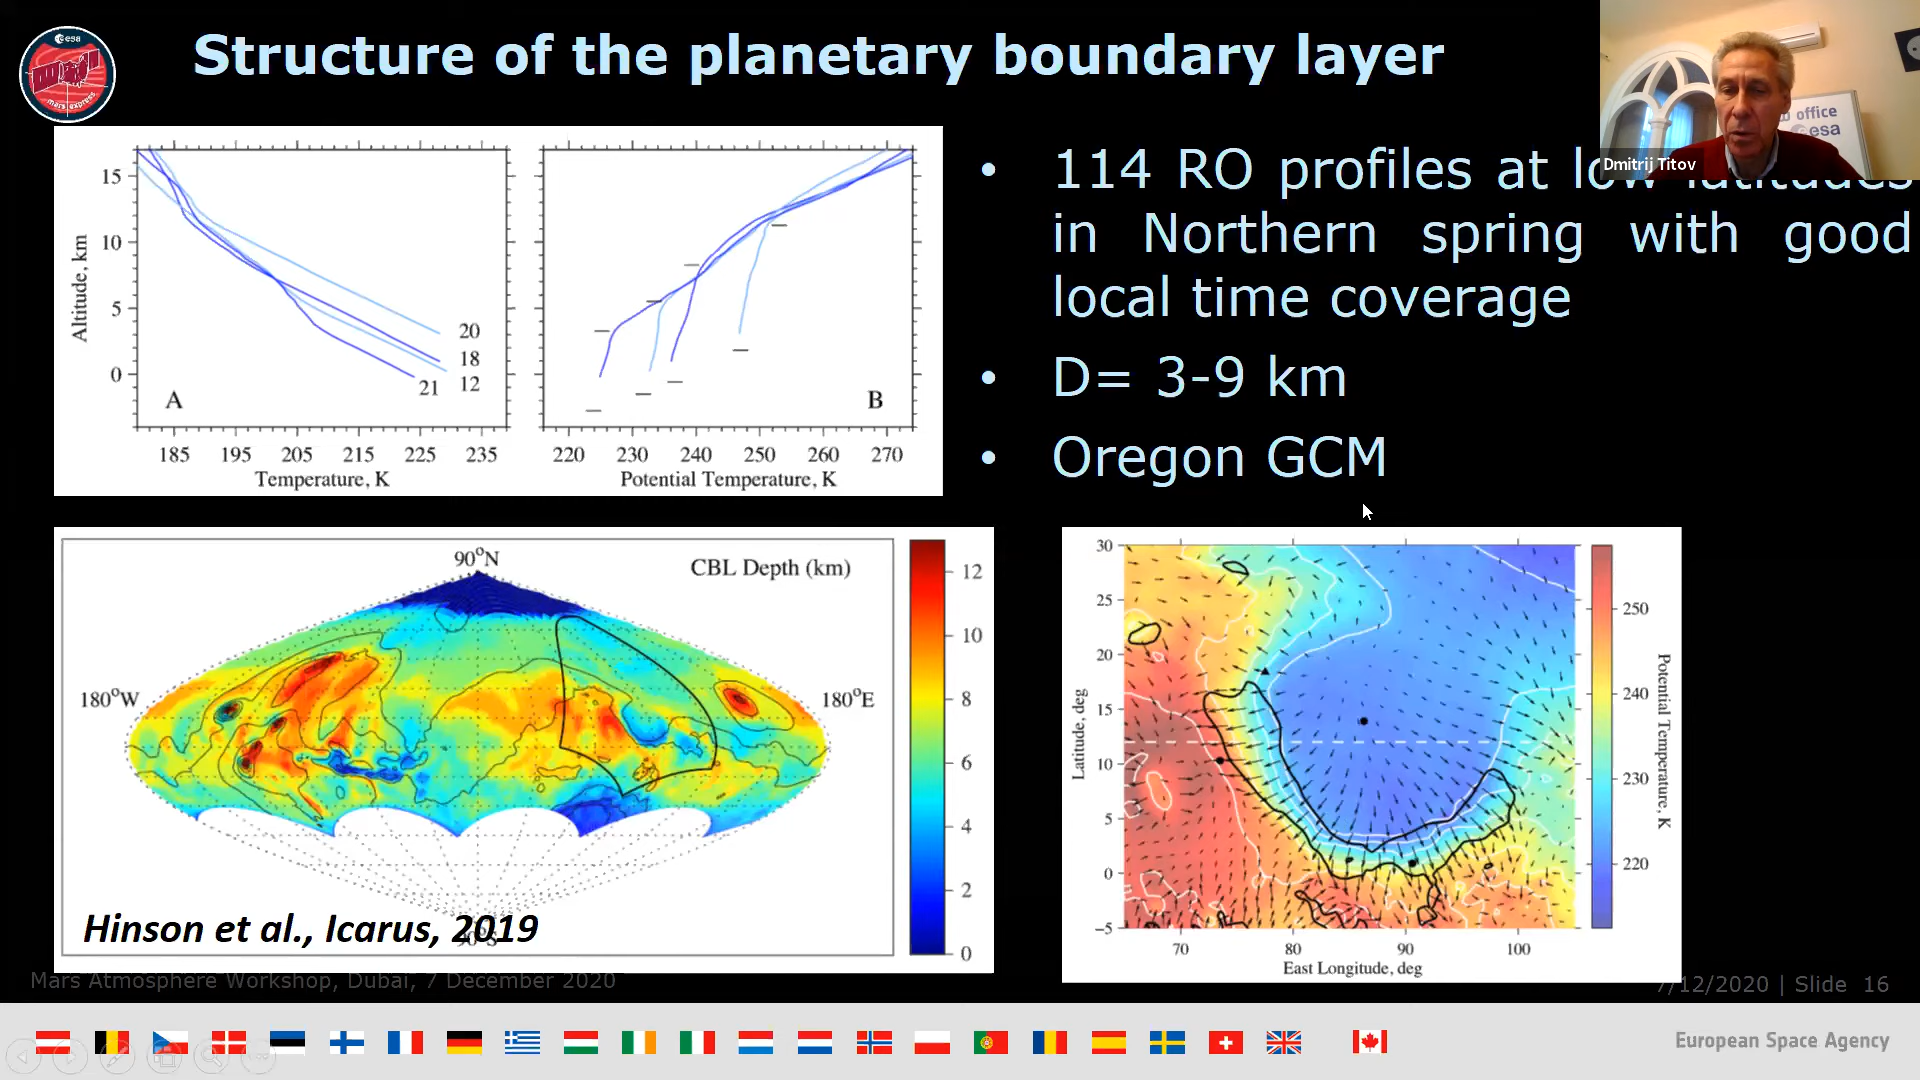 esa
mars express
Structure of the planetary boundary layer
office
esa
Dmitrij Titov
• 114 RO profiles at low latitudes
in Northern spring with good
local time coverage
• D= 3-9 km
• Oregon GCM
15
10
5
0
Altitude, km
20
18
21 12
A
185 195 205 215 225 235
Temperature, K
B
220 230 240 250 260 270
Potential Temperature, K
90°N
CBL Depth (km)
180°W
180°E
90°S
12
10
8
6
4
2
0
Hinson et al., Icarus, 2019
30
25
20
15
10
5
0
-5
Latitude, deg
70 80 90 100
East Longitude, deg
250
240
230
220
Potential Temperature, K
Mars Atmosphere Workshop, Dubai, 7 December 2020
7/12/2020 | Slide 16
European Space Agency